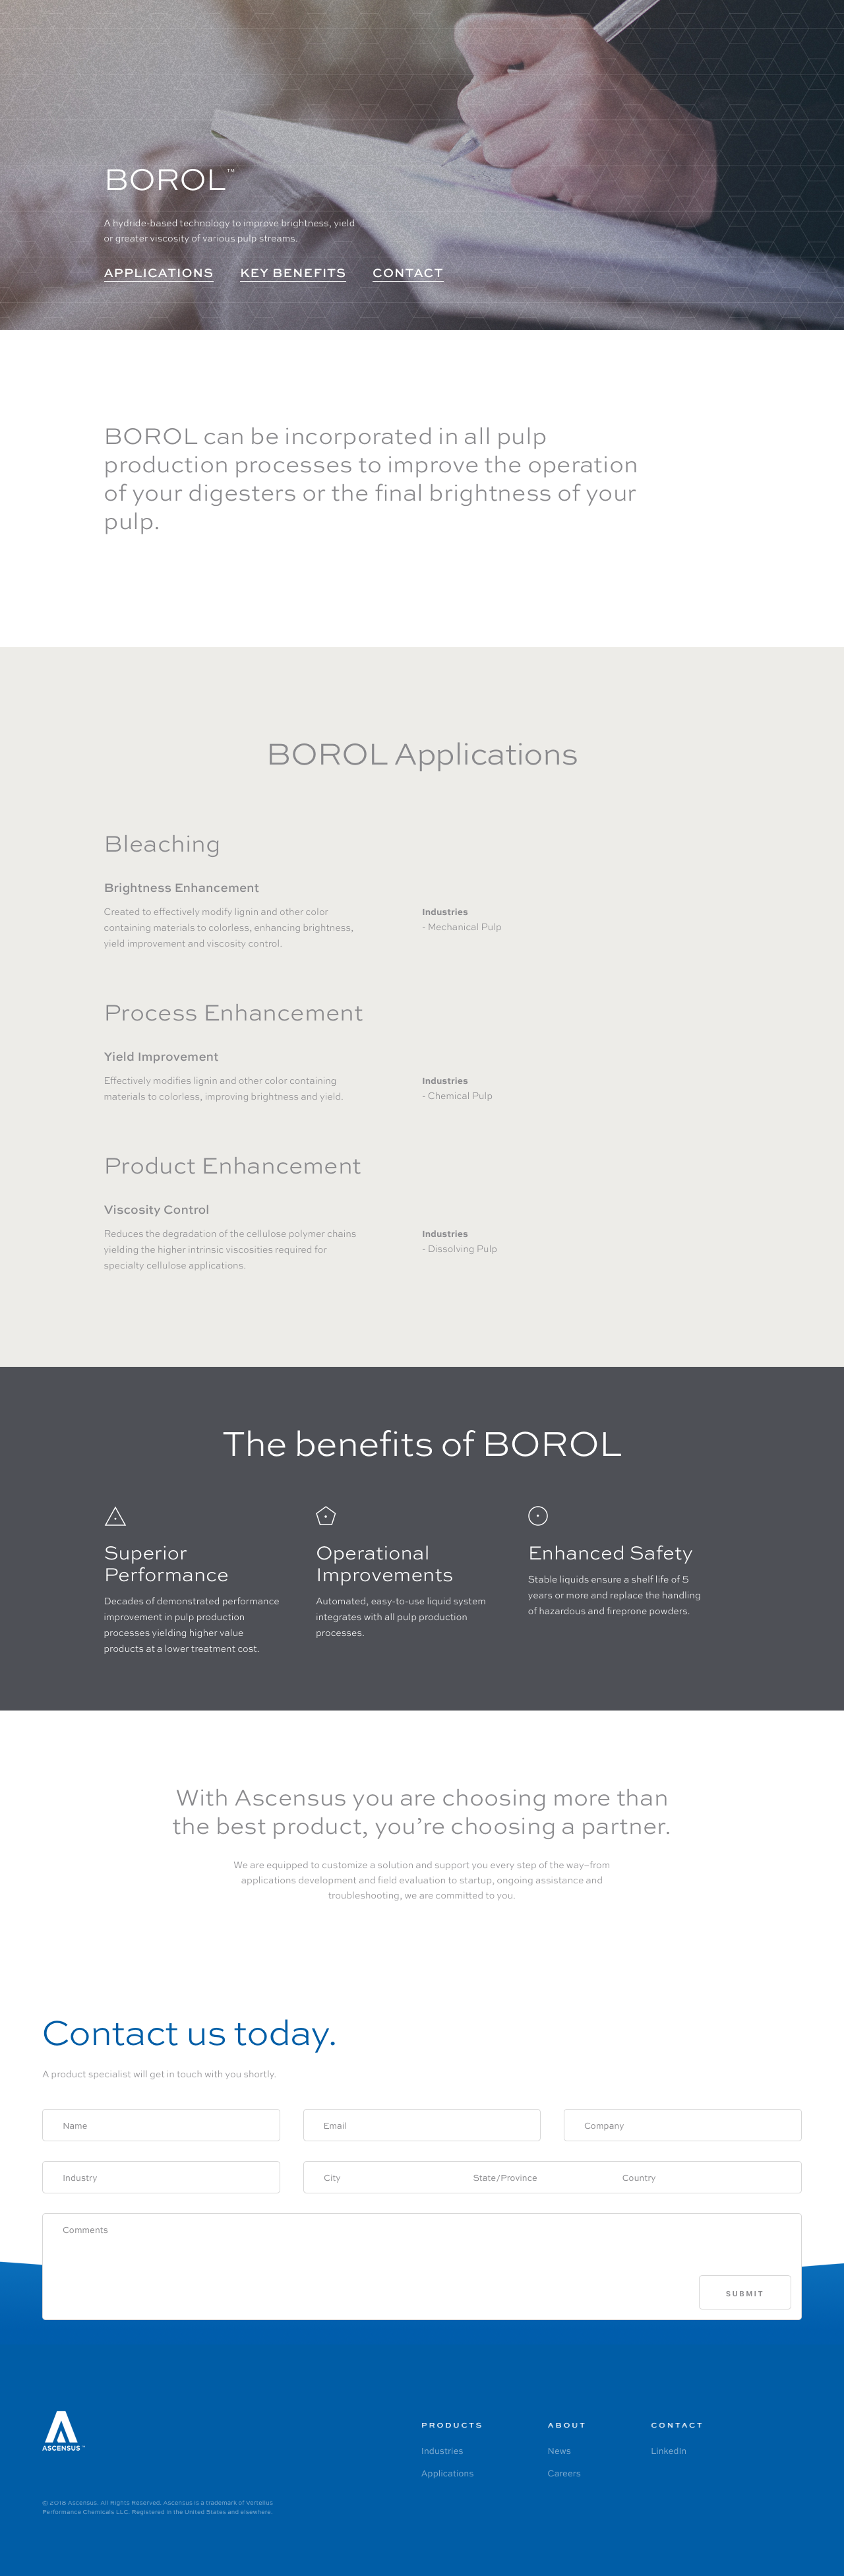 BOROL™
A hydride-based technology to improve brightness, yield
or greater viscosity of various pulp streams.
APPLICATIONS KEY BENEFITS CONTACT
BOROL can be incorporated in all pulp
production processes to improve the operation
of your digesters or the final brightness of your
pulp.
BOROL Applications
Bleaching
Brightness Enhancement
Created to effectively modify lignin and other color
containing materials to colorless, enhancing brightness,
yield improvement and viscosity control.
Industries
- Mechanical Pulp
Process Enhancement
Yield Improvement
Effectively modifies lignin and other color containing
materials to colorless, improving brightness and yield.
Industries
- Chemical Pulp
Product Enhancement
Viscosity Control
Reduces the degradation of the cellulose polymer chains
yielding the higher intrinsic viscosities required for
specialty cellulose applications.
Industries
- Dissolving Pulp
The benefits of BOROL
Superior
Performance
Decades of demonstrated performance
improvement in pulp production
processes yielding higher value
products at a lower treatment cost.
Operational
Improvements
Automated, easy-to-use liquid system
integrates with all pulp production
processes.
Enhanced Safety
Stable liquids ensure a shelf life of 5
years or more and replace the handling
of hazardous and fireprone powders.
With Ascensus you are choosing more than
the best product, you’re choosing a partner.
We are equipped to customize a solution and support you every step of the way–from
applications development and field evaluation to startup, ongoing assistance and
troubleshooting, we are committed to you.
Contact us today.
A product specialist will get in touch with you shortly.
Name Email Company
Industry City State/Province Country
Comments
SUBMIT
ASCENSUS™
PRODUCTS
Industries
Applications
ABOUT
News
Careers
CONTACT
LinkedIn
© 2018 Ascensus. All Rights Reserved. Ascensus is a trademark of Vertellus
Performance Chemicals LLC. Registered in the United States and elsewhere.